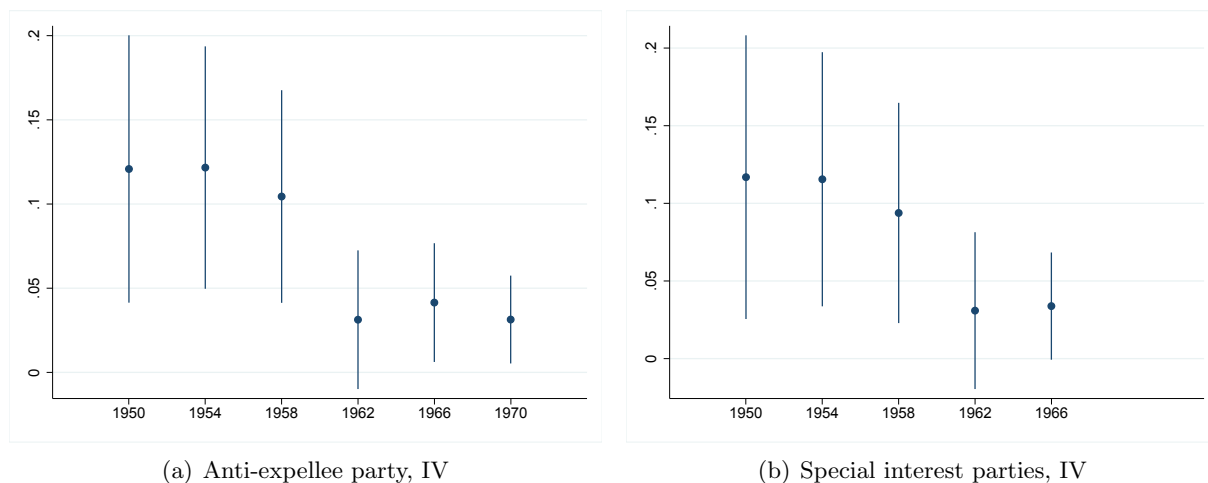 .2
.15
.1
.05
0
1950 1954 1958 1962 1966 1970
(a) Anti-expellee party, IV
.2
.15
.1
.05
0
1950 1954 1958 1962 1966
(b) Special interest parties, IV